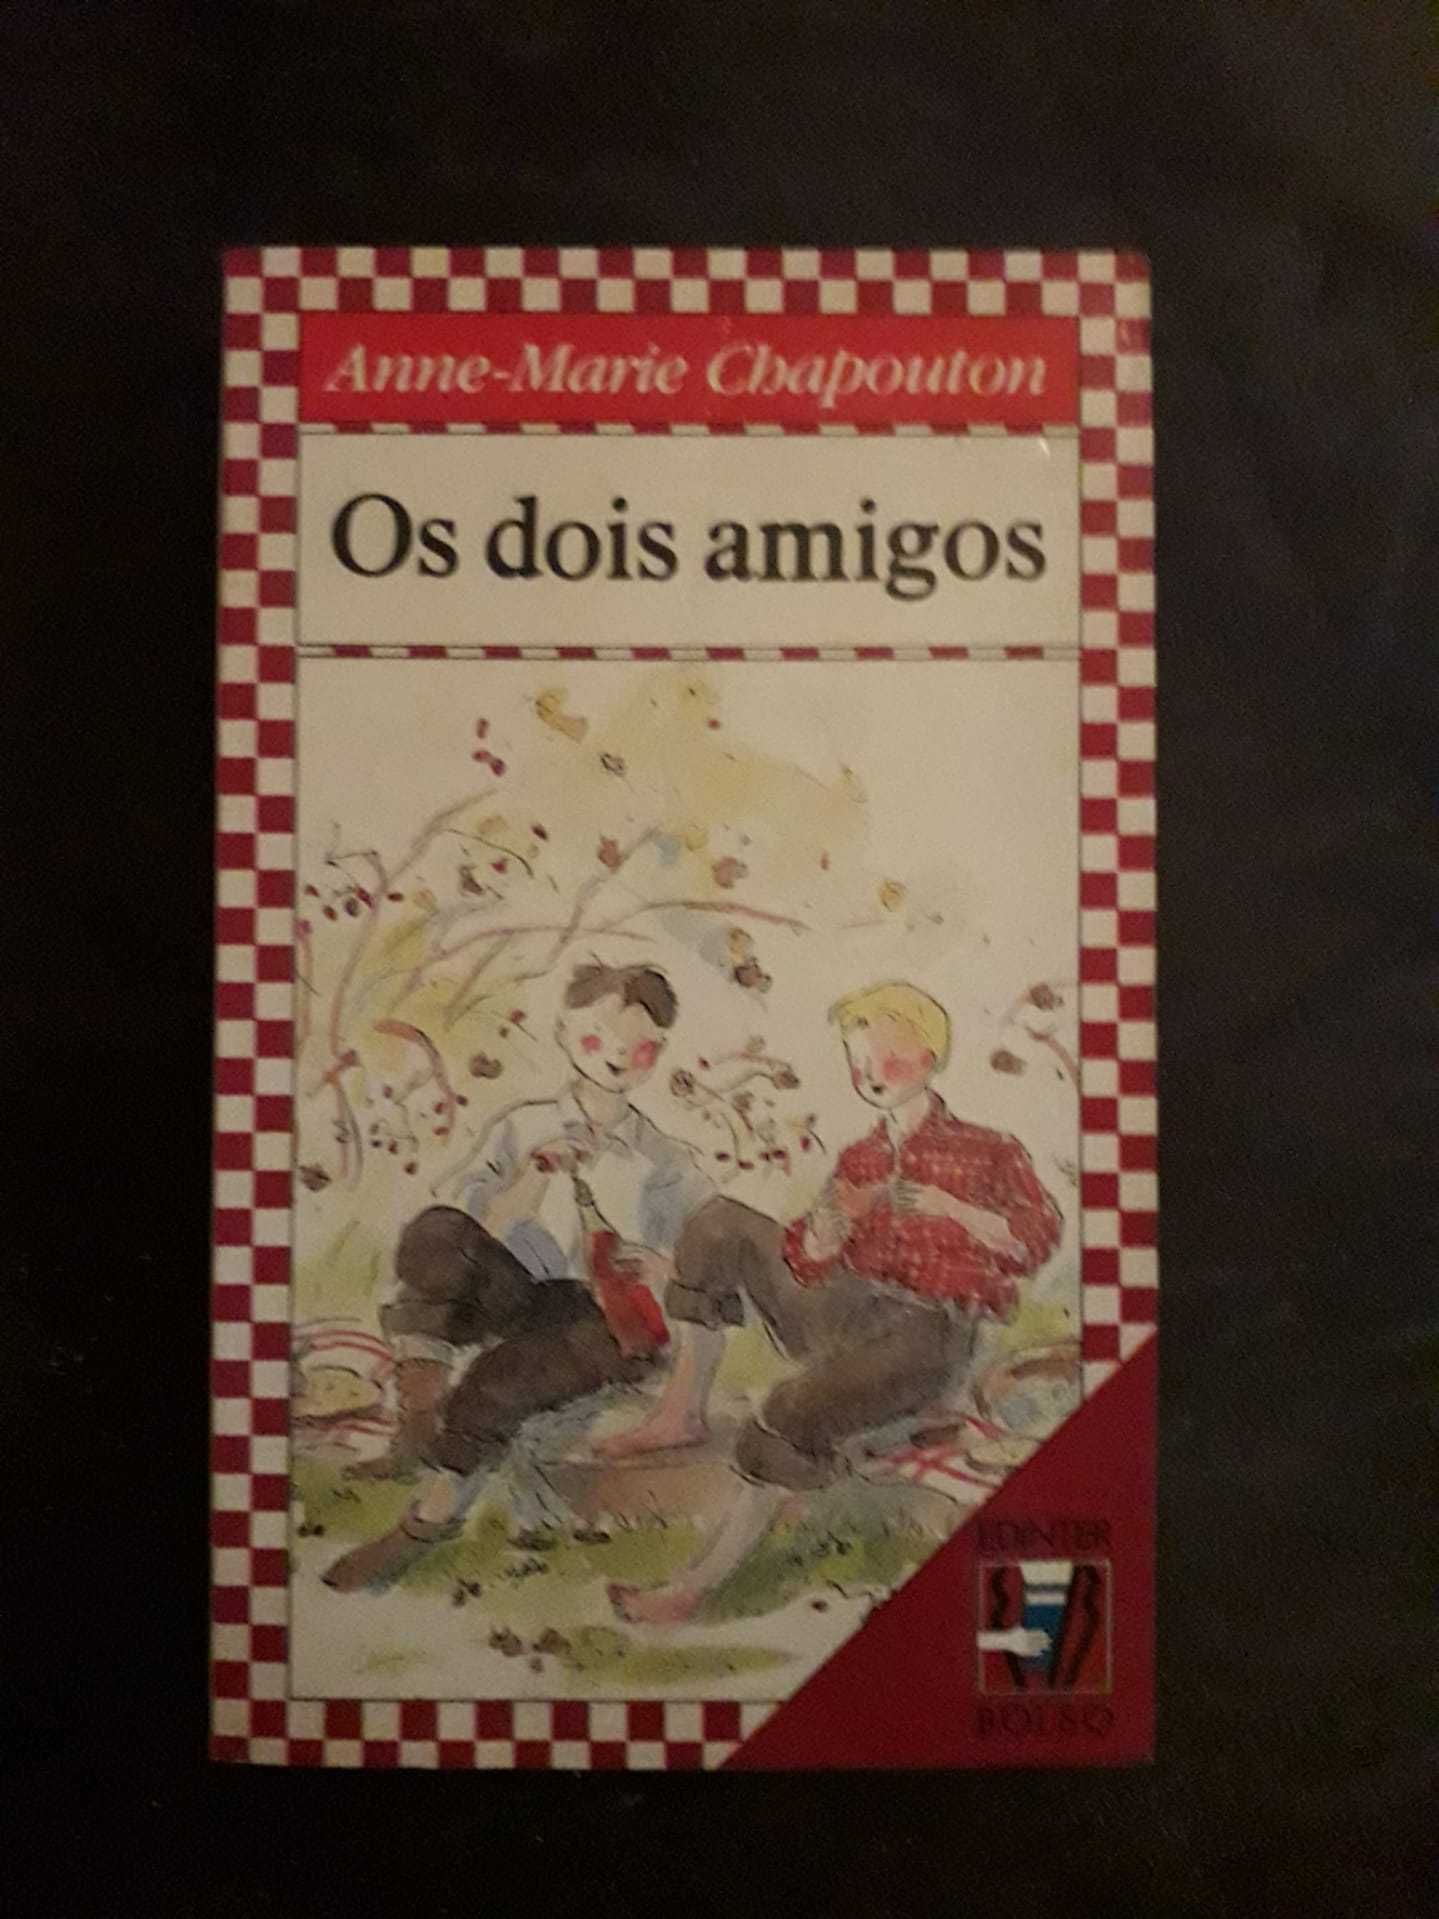 Anne-Marie Chapouton
Os dois amigos
EDINTER
BOLSO